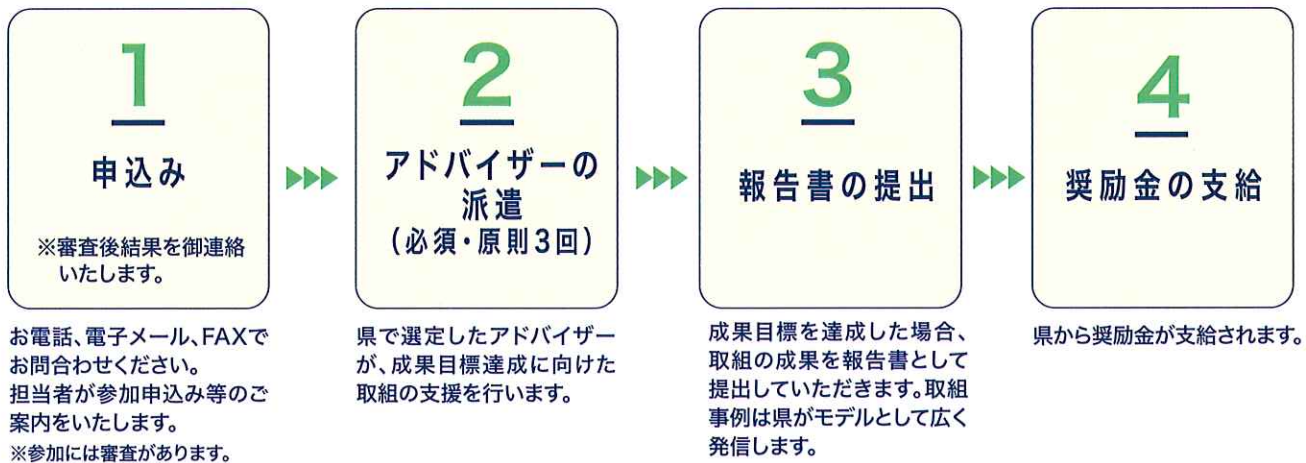 1
申込み
※審査後結果を御連絡
いたします。
お電話、電子メール、FAXで
お問合わせください。
担当者が参加申込み等のご
案内をいたします。
※参加には審査があります。
2
アドバイザーの
派遣
(必須・原則3回)
県で選定したアドバイザー
が、成果目標達成に向けた
取組の支援を行います。
3
報告書の提出
成果目標を達成した場合、
取組の成果を報告書として
提出していただきます。取組
事例は県がモデルとして広く
発信します。
4
奨励金の支給
県から奨励金が支給されます。